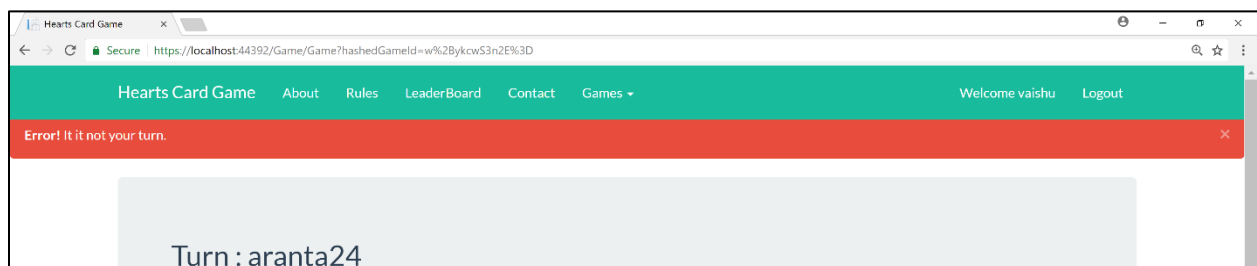 Hearts Card Game
Secure https://localhost:44392/Game/Game?hashedGameId=w%2BykcwS3n2E%3D
Hearts Card Game About Rules LeaderBoard Contact Games Welcome vaishu Logout
Error! It it not your turn.
Turn : aranta24